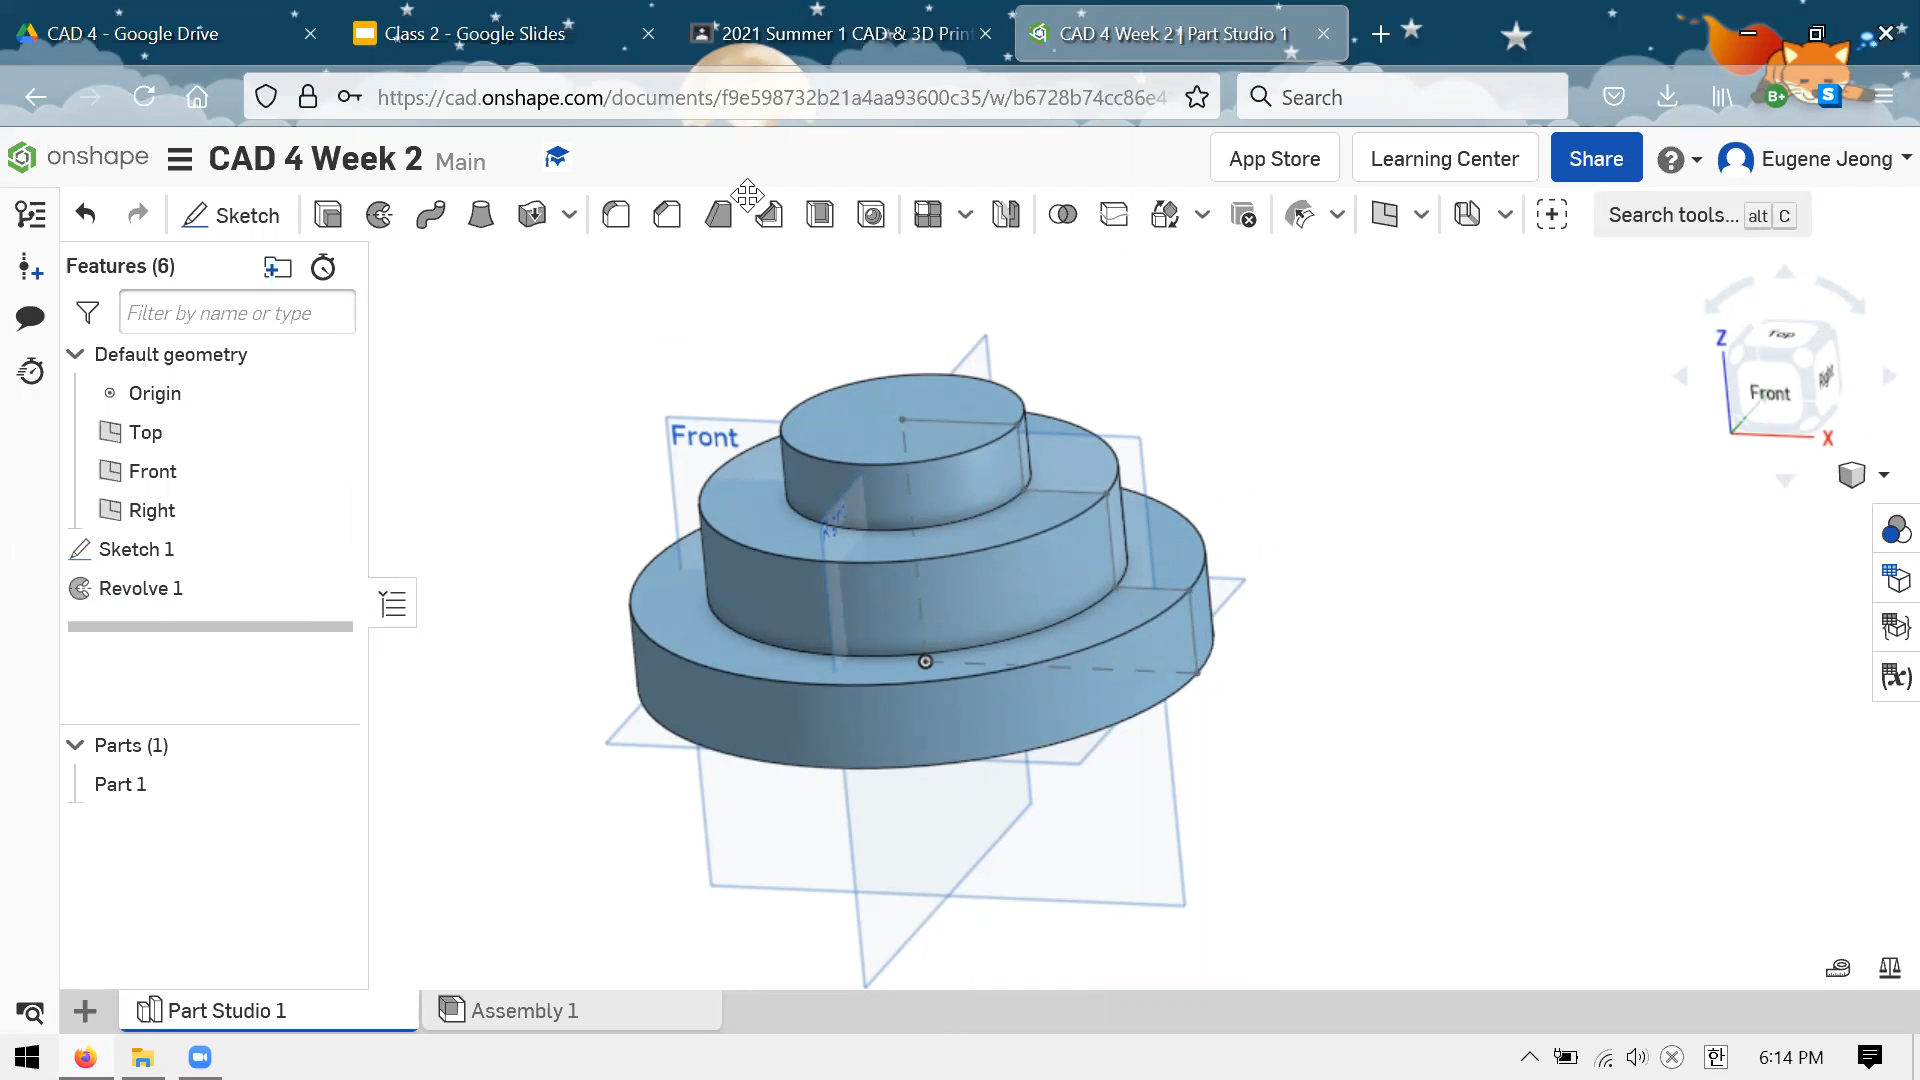 CAD 4 - Google Drive
Class 2 - Google Slides
2021 Summer 1 CAD & 3D Prin
CAD 4 Week 2 | Part Studio 1
https://cad.onshape.com/documents/f9e598732b21a4aa93600c35/w/b6728b74cc86e4
Search
B+
S
onshape
CAD 4 Week 2 Main
App Store
Learning Center
Share
Eugene Jeong
Sketch
Search tools... alt C
Features (6)
Filter by name or type
Default geometry
Origin
Top
Front
Right
Sketch 1
Revolve 1
Parts (1)
Part 1
Front
Right
Top
Front
Right
Z
X
(x)
Part Studio 1
Assembly 1
한
6:14 PM